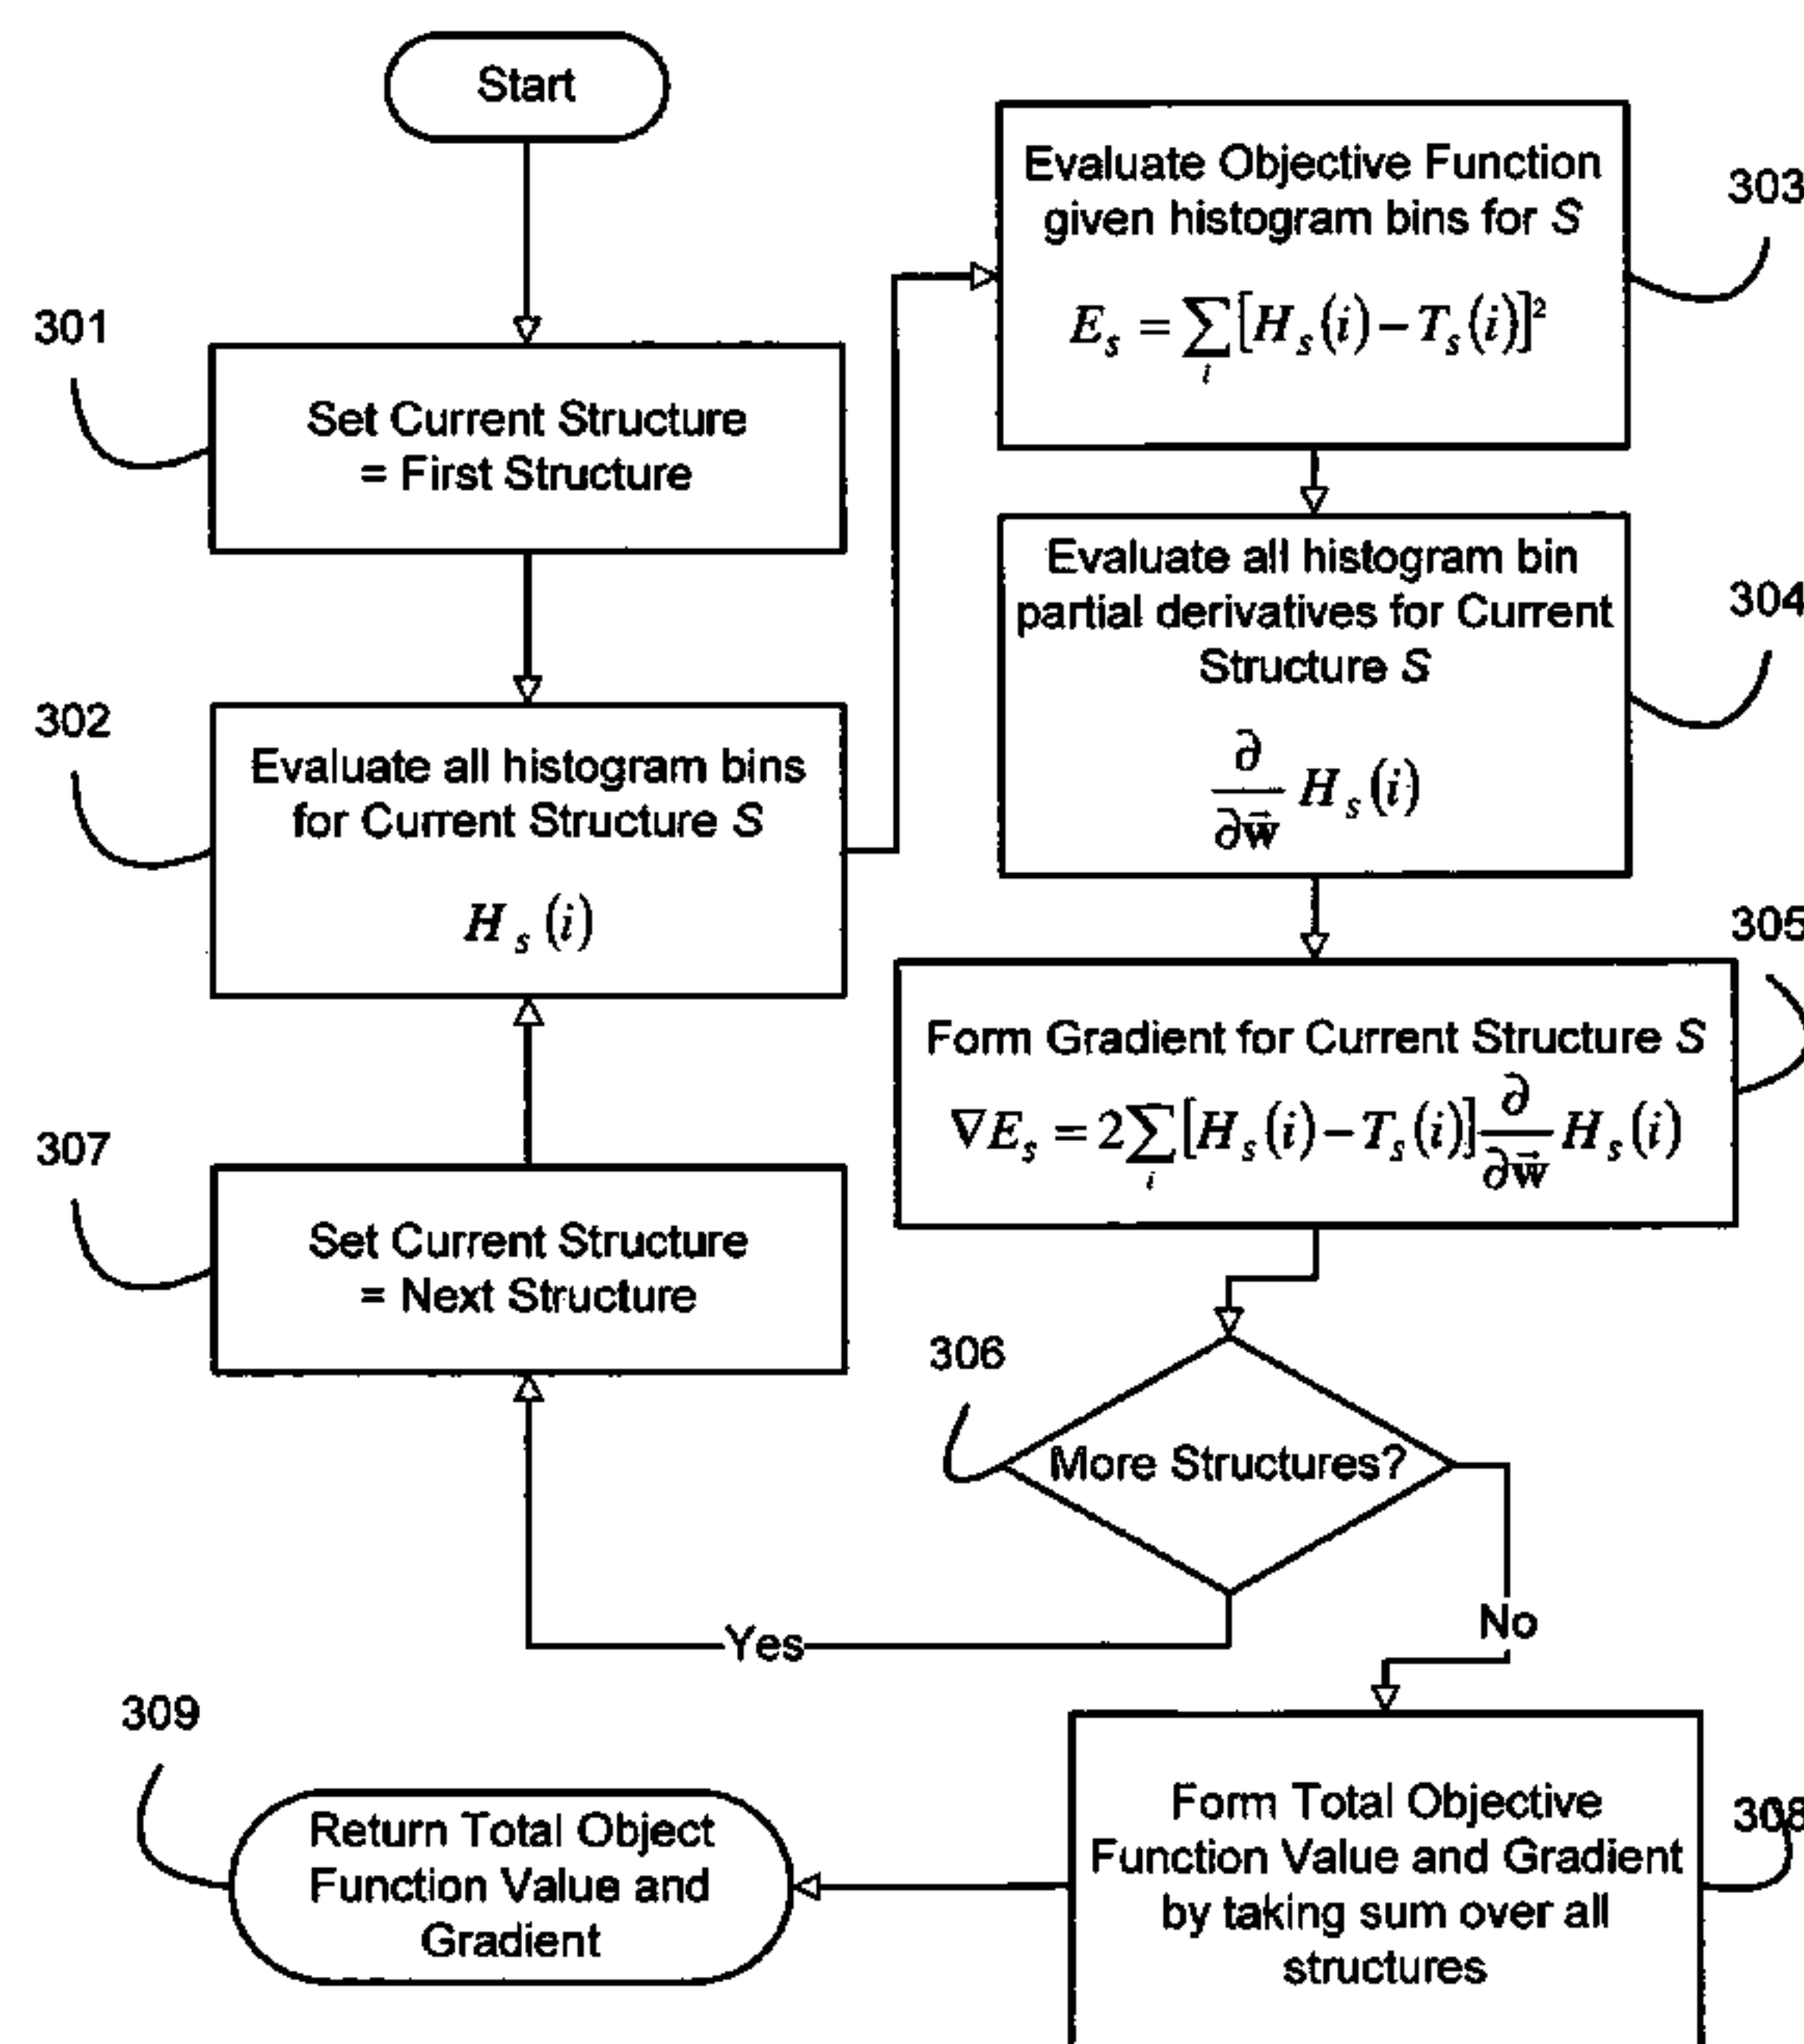 Start
301
Set Current Structure
= First Structure
302
Evaluate all histogram bins
for Current Structure S
H_s(i)
303
Evaluate Objective Function
given histogram bins for S
E_s = ∑_i [H_s(i) − T_s(i)]²
304
Evaluate all histogram bin
partial derivatives for Current
Structure S
∂/∂w⃗ H_s(i)
305
Form Gradient for Current Structure S
∇E_s = 2∑_i [H_s(i) − T_s(i)] ∂/∂w⃗ H_s(i)
306
More Structures?
Yes
No
307
Set Current Structure
= Next Structure
308
Form Total Objective
Function Value and Gradient
by taking sum over all
structures
309
Return Total Object
Function Value and
Gradient